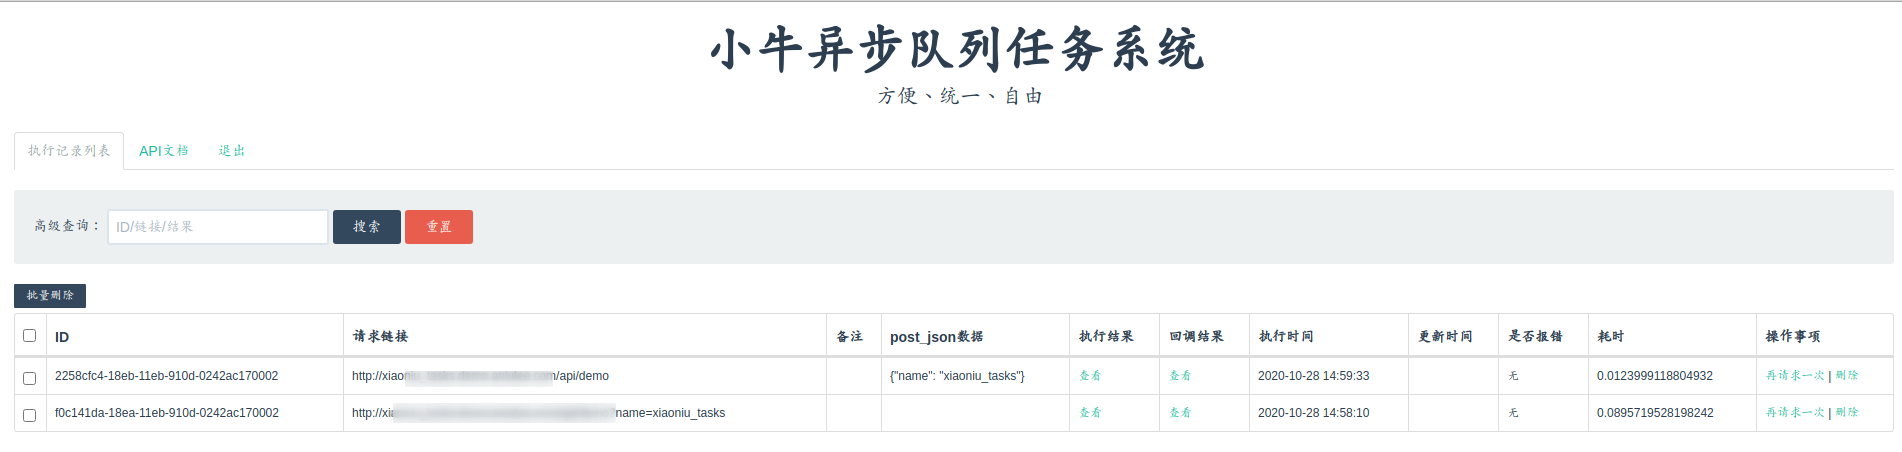 小牛异步队列任务系统
方便、统一、自由
执行记录列表 API文档 退出
高级查询： ID/链接/结果 搜索 重置
批量删除
ID 请求链接 备注 post_json数据 执行结果 回调结果 执行时间 更新时间 是否报错 耗时 操作事项
2258cfc4-18eb-11eb-910d-0242ac170002 http://xiao /api/demo {"name": "xiaoniu_tasks"} 查看 查看 2020-10-28 14:59:33 无 0.0123999118804932 再请求一次 | 删除
f0c141da-18ea-11eb-910d-0242ac170002 http://xi ?name=xiaoniu_tasks 查看 查看 2020-10-28 14:58:10 无 0.0895719528198242 再请求一次 | 删除